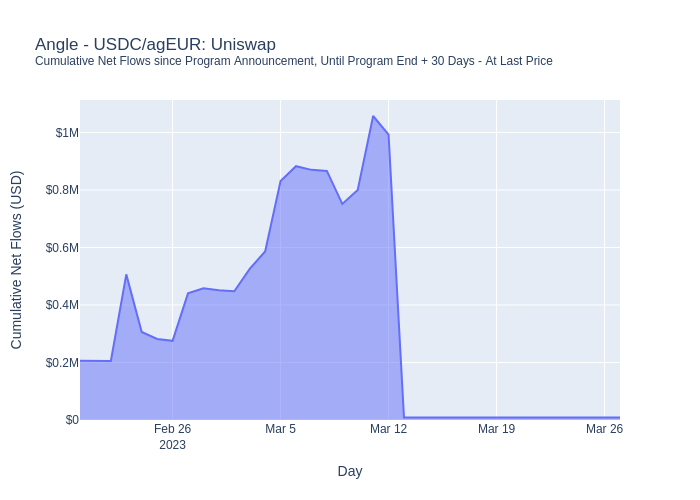 Angle - USDC/agEUR: Uniswap
Cumulative Net Flows since Program Announcement, Until Program End + 30 Days - At Last Price
Cumulative Net Flows (USD)
$1M
$0.8M
$0.6M
$0.4M
$0.2M
$0
Feb 26
2023
Mar 5
Mar 12
Mar 19
Mar 26
Day